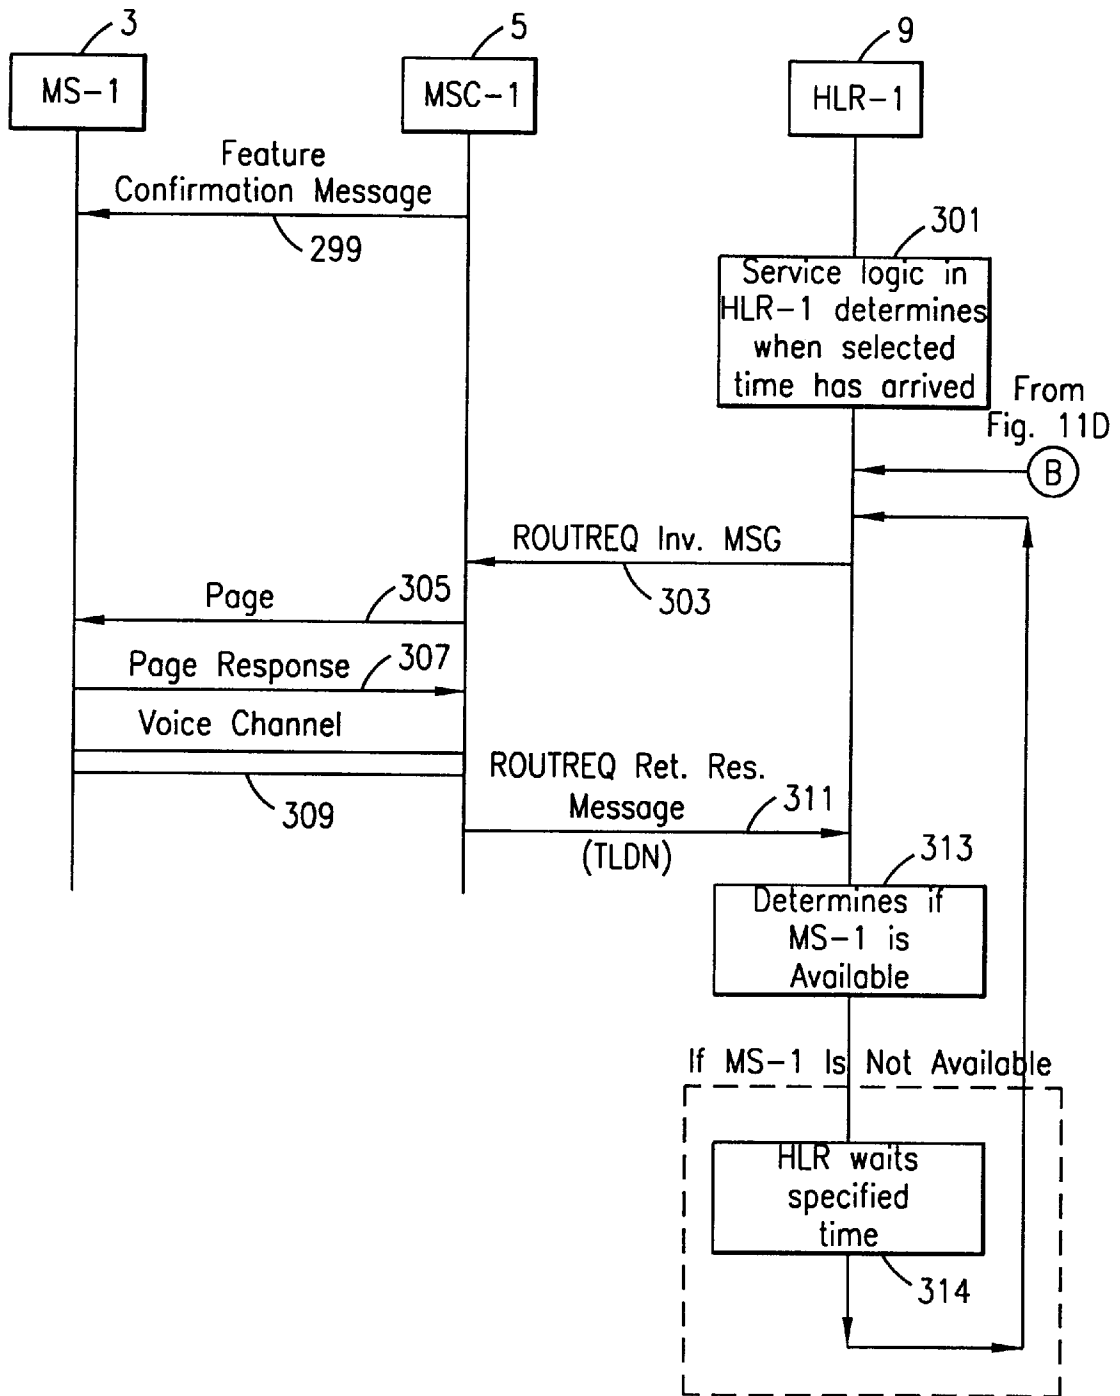 3
5
9
MS-1
MSC-1
HLR-1
Feature
Confirmation Message
299
301
Service logic in
HLR-1 determines
when selected
time has arrived
From
Fig. 11D
B
ROUTREQ Inv. MSG
303
Page
305
Page Response
307
Voice Channel
309
ROUTREQ Ret. Res.
Message
311
(TLDN)
313
Determines if
MS-1 is
Available
If MS-1 Is Not Available
HLR waits
specified
time
314